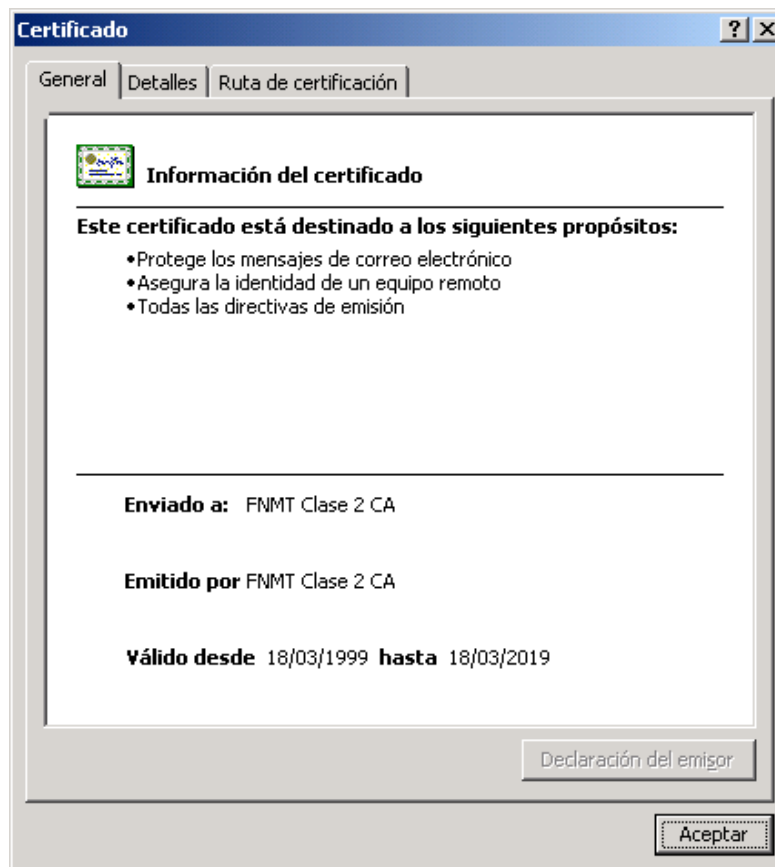 Certificado
General
Detalles
Ruta de certificación
Información del certificado
Este certificado está destinado a los siguientes propósitos:
•Protege los mensajes de correo electrónico
•Asegura la identidad de un equipo remoto
•Todas las directivas de emisión
Enviado a: FNMT Clase 2 CA
Emitido por FNMT Clase 2 CA
Válido desde 18/03/1999 hasta 18/03/2019
Declaración del emisor
Aceptar